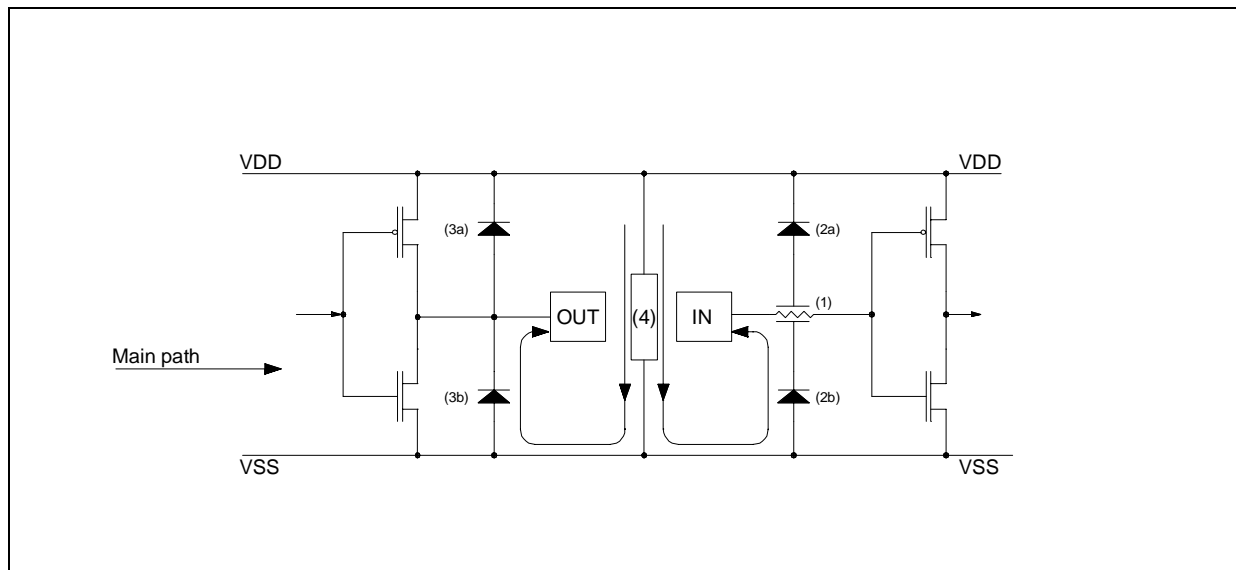 VDD VDD
(3a) (2a)
(1)
OUT (4) IN
Main path
(3b) (2b)
VSS VSS